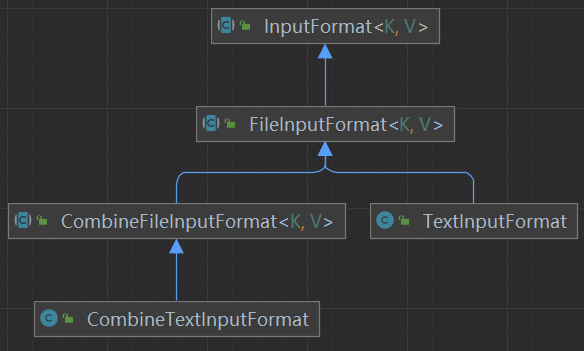 InputFormat<K, V>
FileInputFormat<K, V>
CombineFileInputFormat<K, V>
TextInputFormat
CombineTextInputFormat